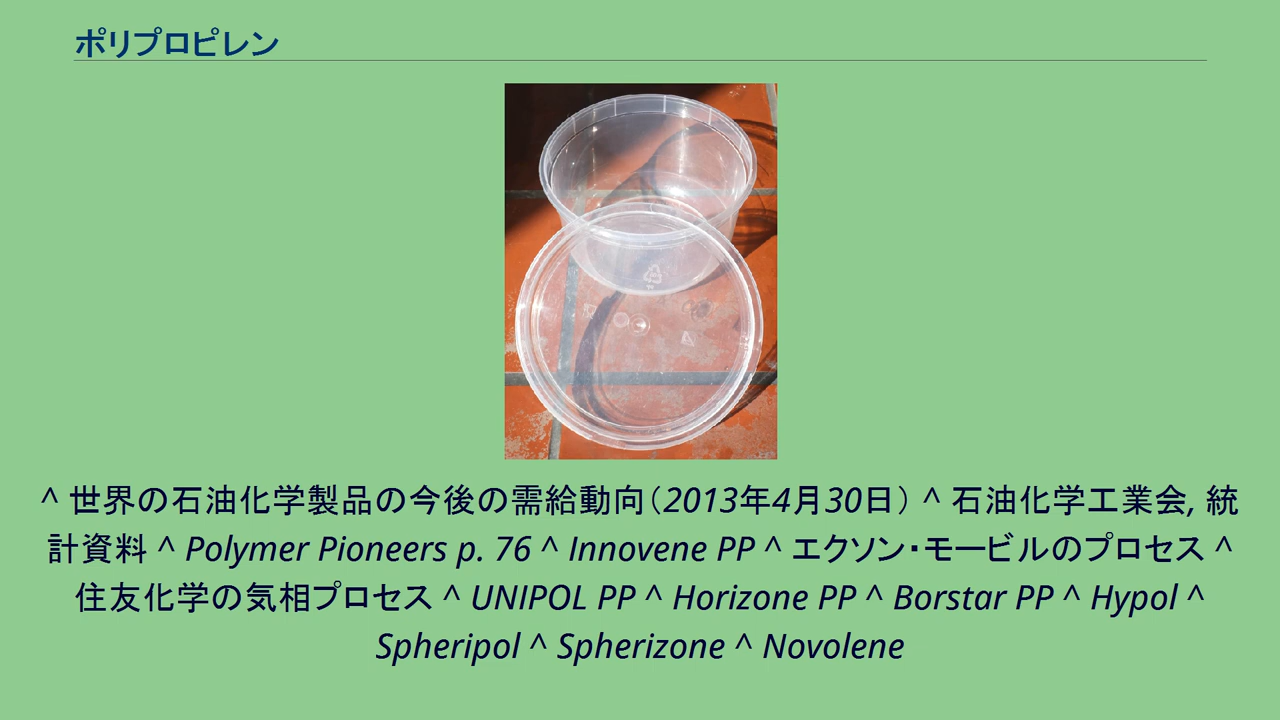 ポリプロピレン
^ 世界の石油化学製品の今後の需給動向（2013年4月30日） ^ 石油化学工業会, 統
計資料 ^ Polymer Pioneers p. 76 ^ Innovene PP ^ エクソン・モービルのプロセス ^
住友化学の気相プロセス ^ UNIPOL PP ^ Horizone PP ^ Borstar PP ^ Hypol ^
Spheripol ^ Spherizone ^ Novolene